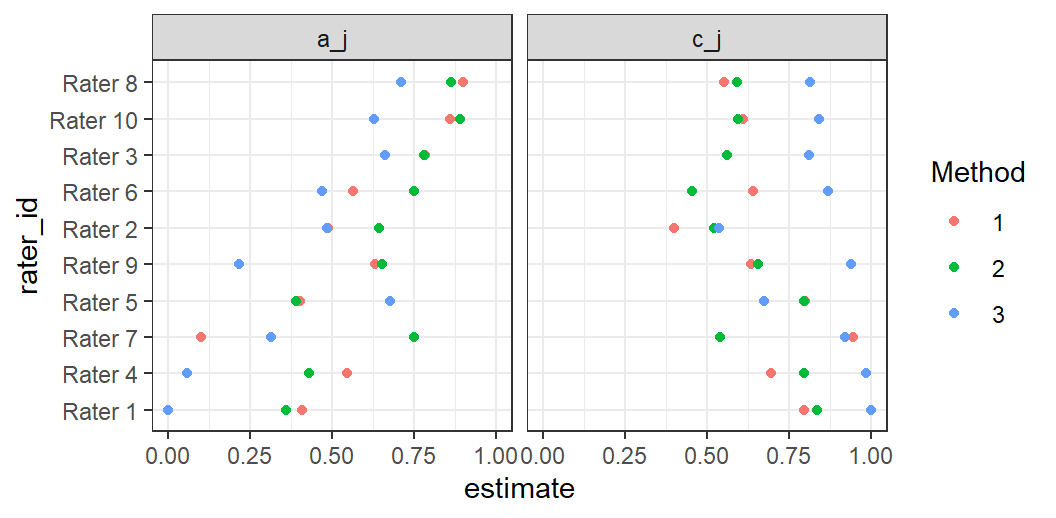 a_j c_j
Rater 8
Rater 10
Rater 3
Rater 6
Rater 2
Rater 9
Rater 5
Rater 7
Rater 4
Rater 1
rater_id
0.00 0.25 0.50 0.75 1.00 0.00 0.25 0.50 0.75 1.00
estimate
Method
1
2
3